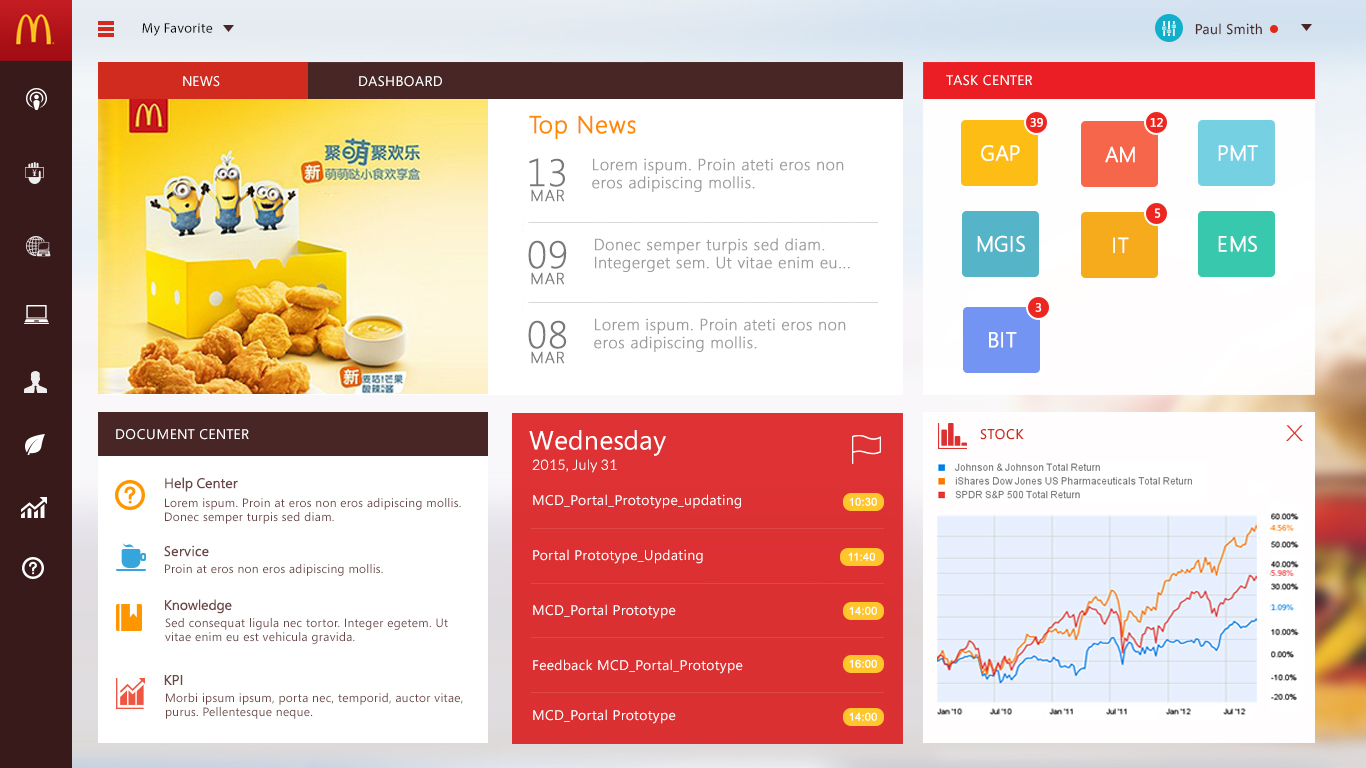 My Favorite
Paul Smith
NEWS
DASHBOARD
聚萌聚欢乐
新 萌萌哒小食欢享盒
新
Top News
13
MAR
Lorem ispum. Proin ateti eros non
eros adipiscing mollis.
09
MAR
Donec semper turpis sed diam.
Integerget sem. Ut vitae enim eu...
08
MAR
Lorem ispum. Proin ateti eros non
eros adipiscing mollis.
TASK CENTER
GAP
39
AM
12
PMT
MGIS
IT
5
EMS
BIT
3
DOCUMENT CENTER
Help Center
Lorem ipsum. Proin at eros non eros adipiscing mollis.
Donec semper turpis sed diam.
Service
Proin at eros non eros adipiscing mollis.
Knowledge
Sed consequat ligula nec tortor. Integer egetem. Ut
vitae enim eu est vehicula gravida.
KPI
Morbi ipsum ipsum, porta nec, temporid, auctor vitae,
purus. Pellentesque neque.
Wednesday
2015, July 31
MCD_Portal_Prototype_updating 10:30
Portal Prototype_Updating 11:40
MCD_Portal Prototype 14:00
Feedback MCD_Portal_Prototype 16:00
MCD_Portal Prototype 14:00
STOCK
Johnson & Johnson Total Return
iShares Dow Jones US Pharmaceuticals Total Return
SPDR S&P 500 Total Return
60.00%
4.56%
50.00%
40.00%
5.98%
30.00%
1.09%
10.00%
0.00%
-10.0%
-20.0%
Jan '10 Jul '10 Jan '11 Jul '11 Jan '12 Jul '12